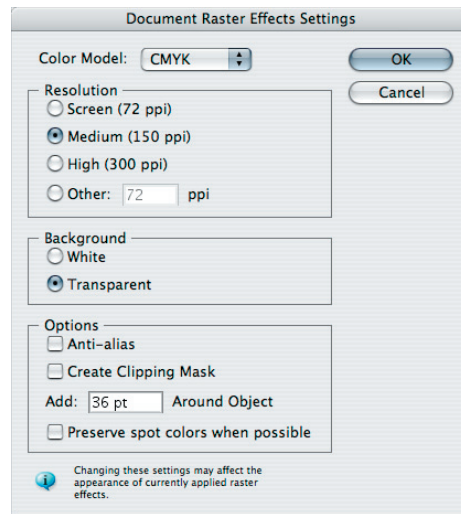 Document Raster Effects Settings
Color Model: CMYK
OK
Cancel
Resolution
Screen (72 ppi)
Medium (150 ppi)
High (300 ppi)
Other: 72 ppi
Background
White
Transparent
Options
Anti-alias
Create Clipping Mask
Add: 36 pt Around Object
Preserve spot colors when possible
Changing these settings may affect the
appearance of currently applied raster
effects.